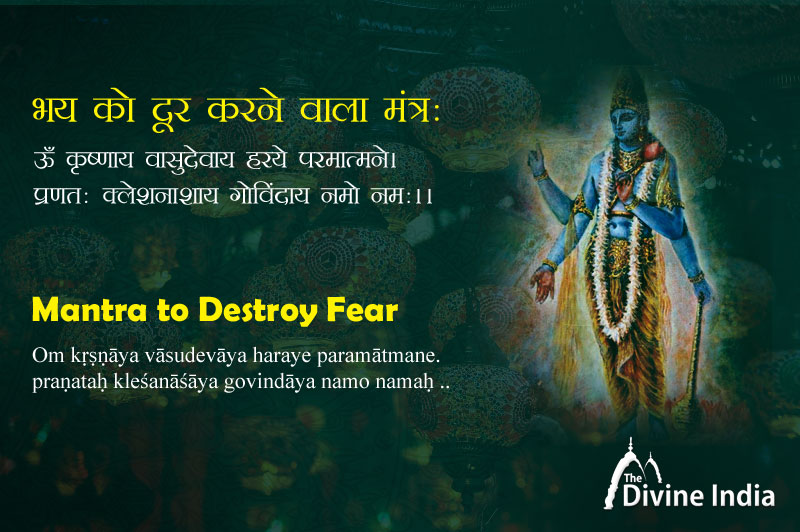 भय को दूर करने वाला मंत्र:
ऊँ कृष्णाय वासुदेवाय हरये परमात्मने।
प्रणतः क्लेशनाशाय गोविंदाय नमो नमः।।
Mantra to Destroy Fear
Om kṛṣṇāya vāsudevāya haraye paramātmane.
praṇataḥ kleśanāśāya govindāya namo namaḥ ..
The
Divine India